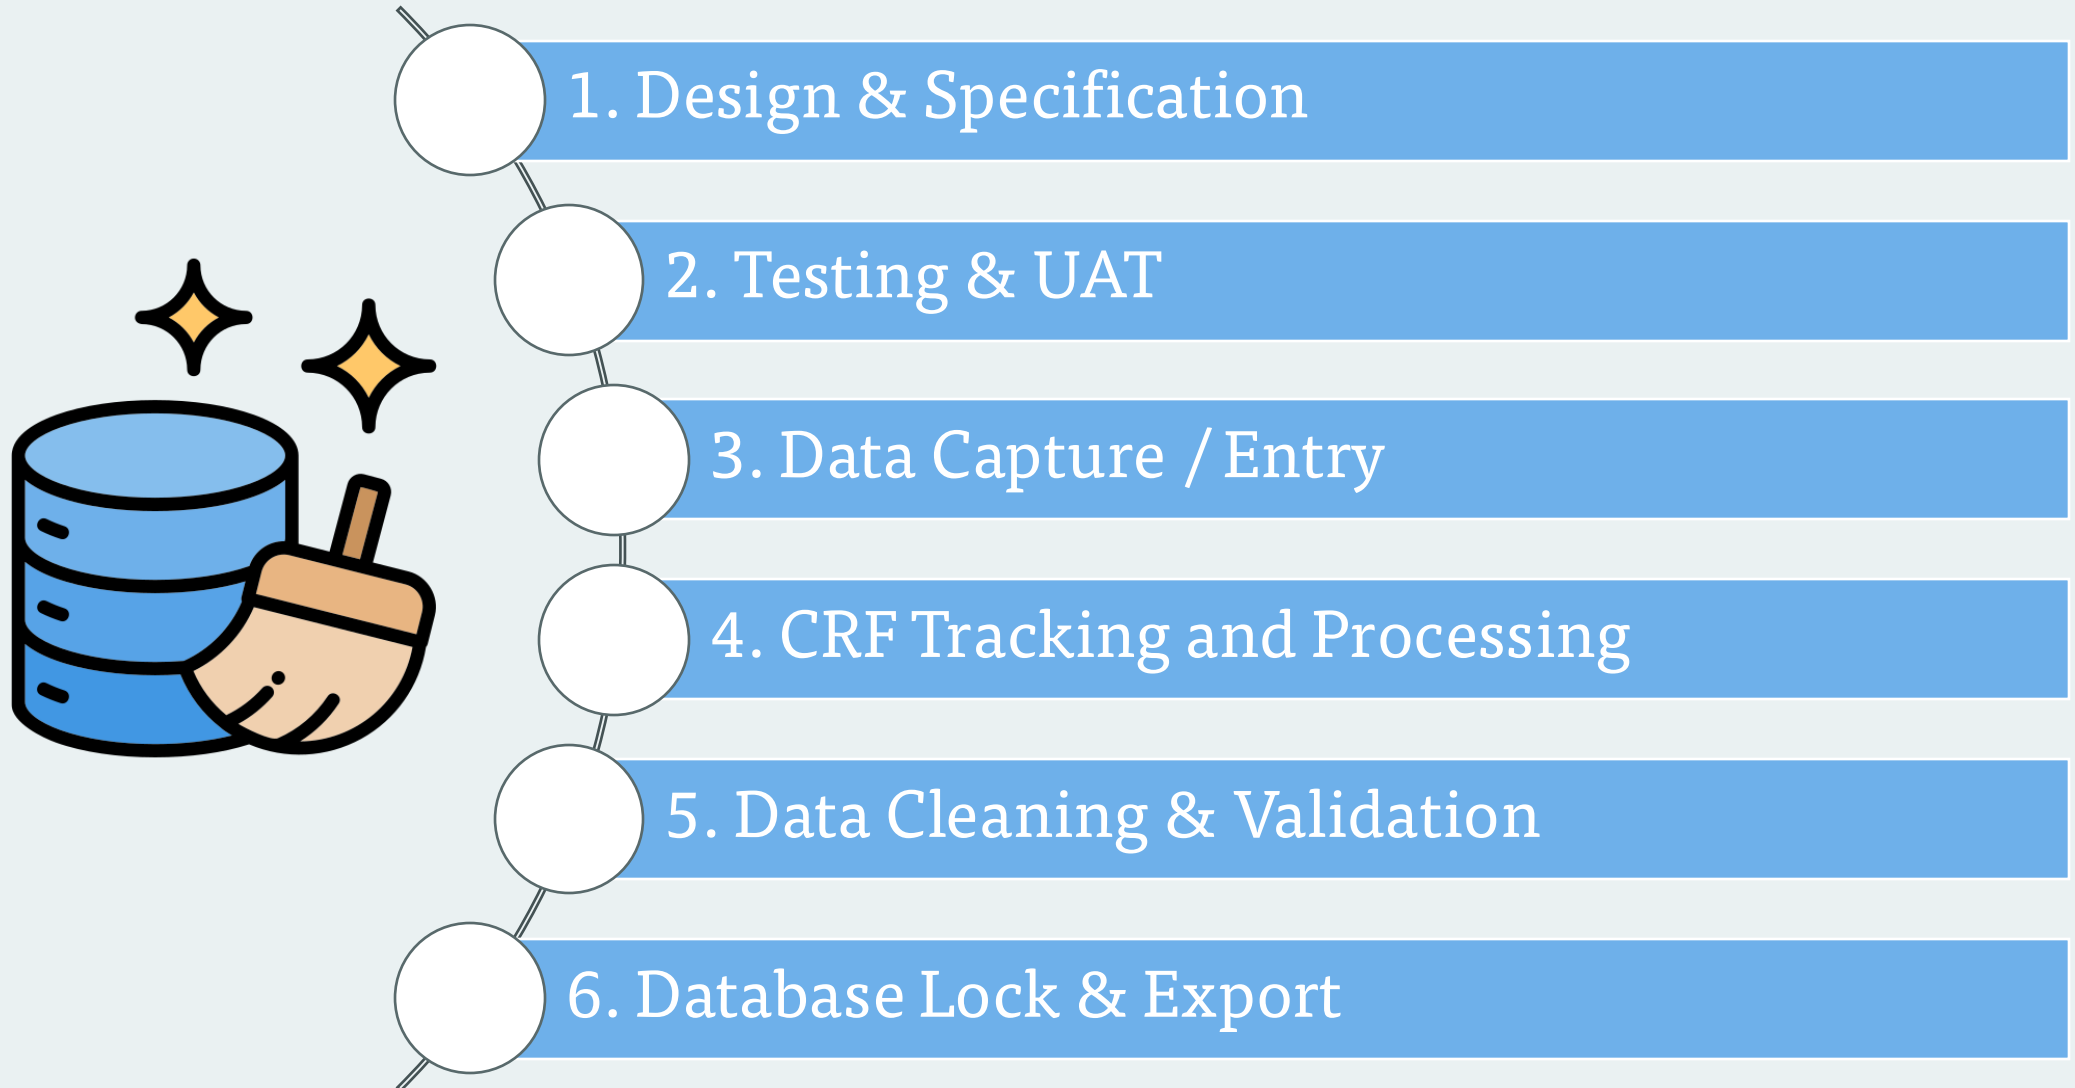 1. Design & Specification
2. Testing & UAT
3. Data Capture / Entry
4. CRF Tracking and Processing
5. Data Cleaning & Validation
6. Database Lock & Export